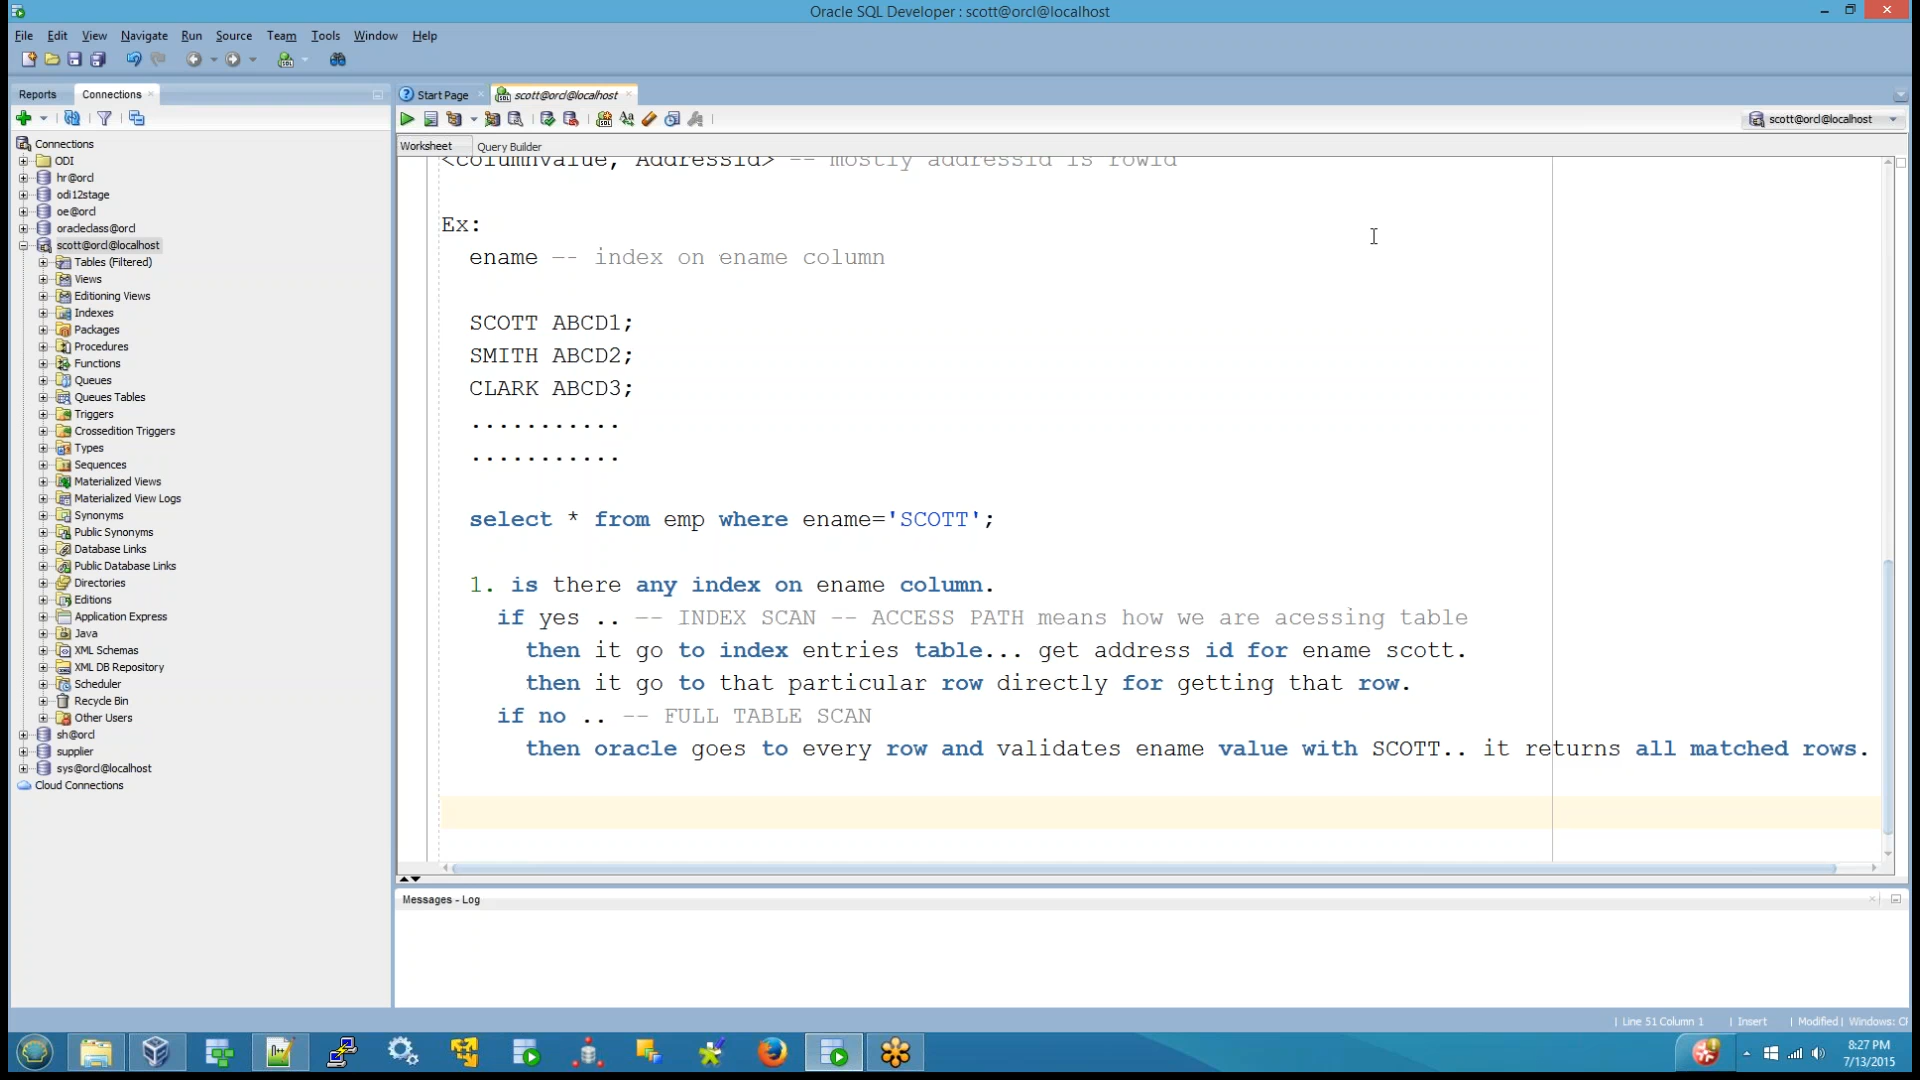 Oracle SQL Developer : scott@orcl@localhost
File Edit View Navigate Run Source Team Tools Window Help
Reports
Connections
Start Page
scott@orcl@localhost
scott@orcl@localhost
Worksheet
Query Builder
Connections
ODI
hr@orcl
odi12stage
oe@orcl
oracleclass@orcl
scott@orcl@localhost
Tables (Filtered)
Views
Editioning Views
Indexes
Packages
Procedures
Functions
Queues
Queues Tables
Triggers
Crossedition Triggers
Types
Sequences
Materialized Views
Materialized View Logs
Synonyms
Public Synonyms
Database Links
Public Database Links
Directories
Editions
Application Express
Java
XML Schemas
XML DB Repository
Scheduler
Recycle Bin
Other Users
sh@orcl
supplier
sys@orcl@localhost
Cloud Connections
<columnvalue, AddressId> -- mostly addressid is rowid
Ex:
ename -- index on ename column
SCOTT ABCD1;
SMITH ABCD2;
CLARK ABCD3;
...........
...........
select * from emp where ename='SCOTT';
1. is there any index on ename column.
if yes .. -- INDEX SCAN -- ACCESS PATH means how we are acessing table
then it go to index entries table... get address id for ename scott.
then it go to that particular row directly for getting that row.
if no .. -- FULL TABLE SCAN
then oracle goes to every row and validates ename value with SCOTT.. it returns all matched rows.
Messages - Log
Line 51 Column 1 | Insert | Modified | Windows:
8:27 PM
7/13/2015